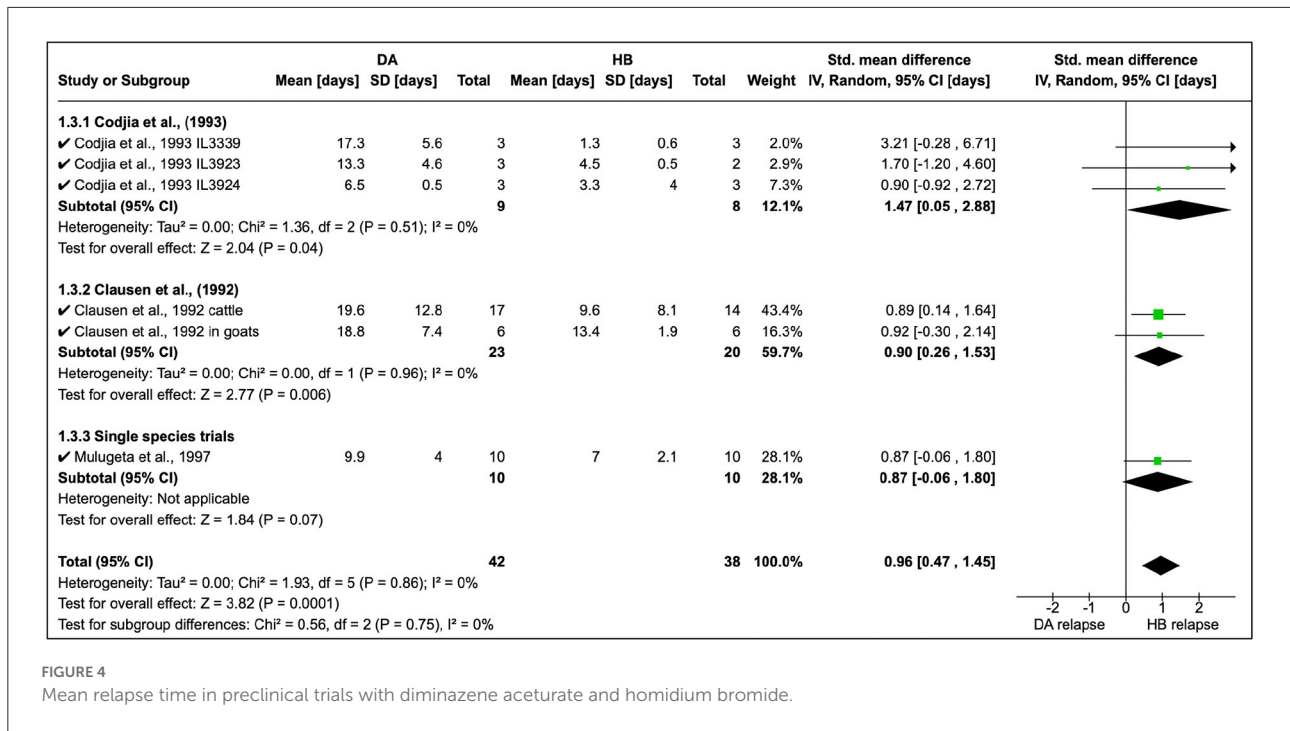 DA HB Std. mean difference Std. mean difference
Study or Subgroup Mean [days] SD [days] Total Mean [days] SD [days] Total Weight IV, Random, 95% CI [days] IV, Random, 95% CI [days]
1.3.1 Codjia et al., (1993)
✔ Codjia et al., 1993 IL3339 17.3 5.6 3 1.3 0.6 3 2.0% 3.21 [-0.28 , 6.71]
✔ Codjia et al., 1993 IL3923 13.3 4.6 3 4.5 0.5 2 2.9% 1.70 [-1.20 , 4.60]
✔ Codjia et al., 1993 IL3924 6.5 0.5 3 3.3 4 3 7.3% 0.90 [-0.92 , 2.72]
Subtotal (95% CI) 9 8 12.1% 1.47 [0.05 , 2.88]
Heterogeneity: Tau² = 0.00; Chi² = 1.36, df = 2 (P = 0.51); I² = 0%
Test for overall effect: Z = 2.04 (P = 0.04)
1.3.2 Clausen et al., (1992)
✔ Clausen et al., 1992 cattle 19.6 12.8 17 9.6 8.1 14 43.4% 0.89 [0.14 , 1.64]
✔ Clausen et al., 1992 in goats 18.8 7.4 6 13.4 1.9 6 16.3% 0.92 [-0.30 , 2.14]
Subtotal (95% CI) 23 20 59.7% 0.90 [0.26 , 1.53]
Heterogeneity: Tau² = 0.00; Chi² = 0.00, df = 1 (P = 0.96); I² = 0%
Test for overall effect: Z = 2.77 (P = 0.006)
1.3.3 Single species trials
✔ Mulugeta et al., 1997 9.9 4 10 7 2.1 10 28.1% 0.87 [-0.06 , 1.80]
Subtotal (95% CI) 10 10 28.1% 0.87 [-0.06 , 1.80]
Heterogeneity: Not applicable
Test for overall effect: Z = 1.84 (P = 0.07)
Total (95% CI) 42 38 100.0% 0.96 [0.47 , 1.45]
Heterogeneity: Tau² = 0.00; Chi² = 1.93, df = 5 (P = 0.86); I² = 0%
Test for overall effect: Z = 3.82 (P = 0.0001)
Test for subgroup differences: Chi² = 0.56, df = 2 (P = 0.75), I² = 0%
-2 -1 0 1 2
DA relapse HB relapse
FIGURE 4
Mean relapse time in preclinical trials with diminazene aceturate and homidium bromide.